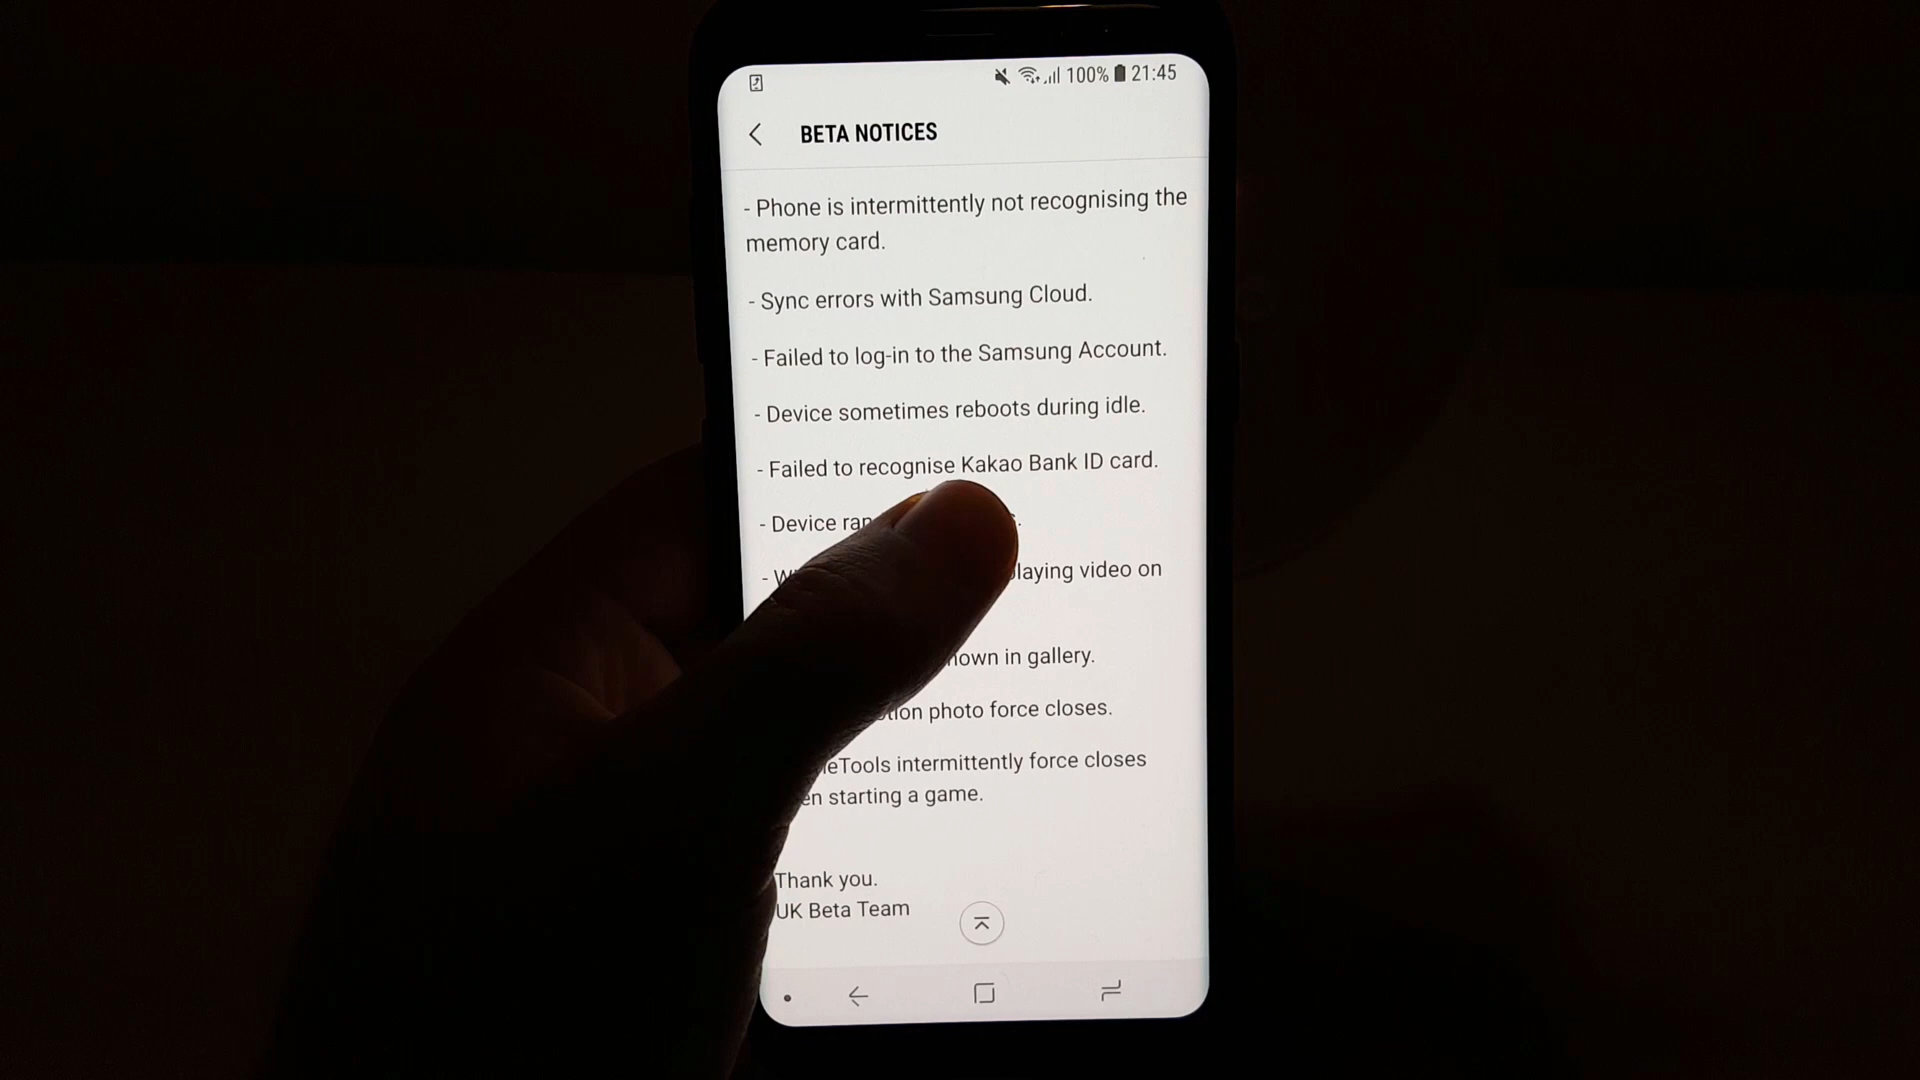 100% 21:45
BETA NOTICES
- Phone is intermittently not recognising the
memory card.
- Sync errors with Samsung Cloud.
- Failed to log-in to the Samsung Account.
- Device sometimes reboots during idle.
- Failed to recognise Kakao Bank ID card.
- Device
video on
in gallery.
photo force closes.
intermittently force closes
starting a game.
Thank you.
UK Beta Team